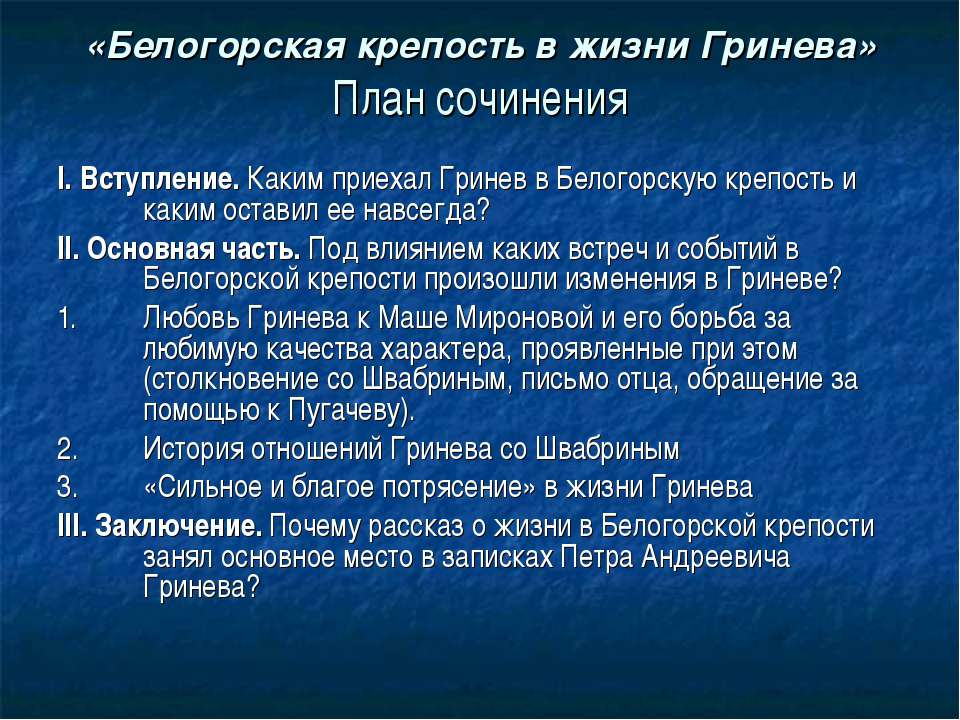 «Белогорская крепость в жизни Гринева»
План сочинения
I. Вступление. Каким приехал Гринев в Белогорскую крепость и
каким оставил ее навсегда?
II. Основная часть. Под влиянием каких встреч и событий в
Белогорской крепости произошли изменения в Гриневе?
1. Любовь Гринева к Маше Мироновой и его борьба за
любимую качества характера, проявленные при этом
(столкновение со Швабриным, письмо отца, обращение за
помощью к Пугачеву).
2. История отношений Гринева со Швабриным
3. «Сильное и благое потрясение» в жизни Гринева
III. Заключение. Почему рассказ о жизни в Белогорской крепости
занял основное место в записках Петра Андреевича
Гринева?